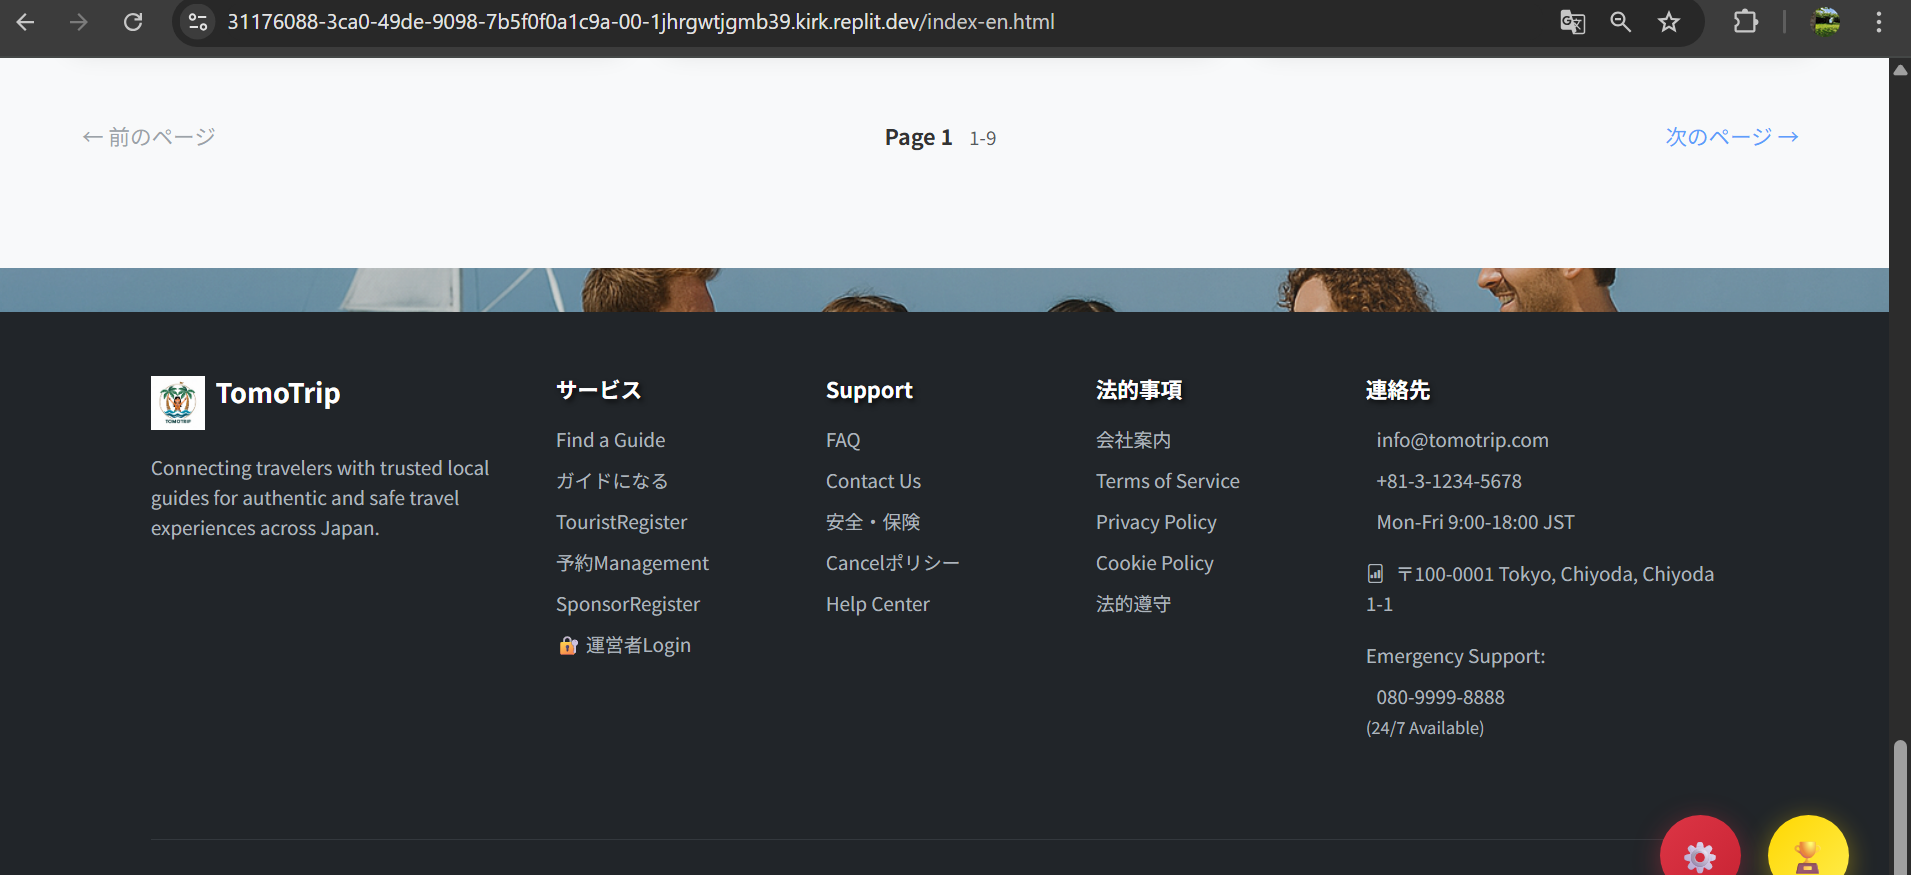 31176088-3ca0-49de-9098-7b5f0f0a1c9a-00-1jhrgwtjgmb39.kirk.replit.dev/index-en.html
← 前のページ
Page 1 1-9
次のページ →
TOMOTRIP
TomoTrip
Connecting travelers with trusted local
guides for authentic and safe travel
experiences across Japan.
サービス
Find a Guide
ガイドになる
TouristRegister
予約Management
SponsorRegister
🔐 運営者Login
Support
FAQ
Contact Us
安全・保険
Cancelポリシー
Help Center
法的事項
会社案内
Terms of Service
Privacy Policy
Cookie Policy
法的遵守
連絡先
info@tomotrip.com
+81-3-1234-5678
Mon-Fri 9:00-18:00 JST
〒100-0001 Tokyo, Chiyoda, Chiyoda
1-1
Emergency Support:
080-9999-8888
(24/7 Available)